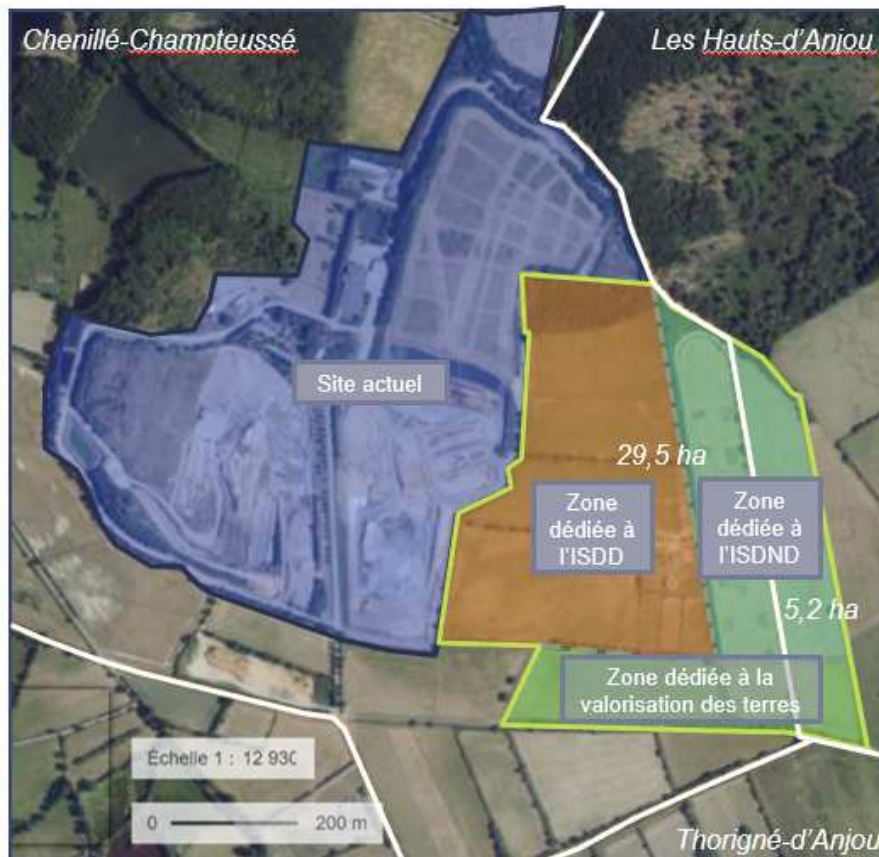 Chenillé-Champteussé
Les Hauts-d'Anjou
Site actuel
29,5 ha
Zone
dédiée à
l'ISDD
Zone
dédiée à
l'ISDND
5,2 ha
Zone dédiée à la
valorisation des terres
Échelle 1 : 12 930
0
200 m
Thorigné-d'Anjou